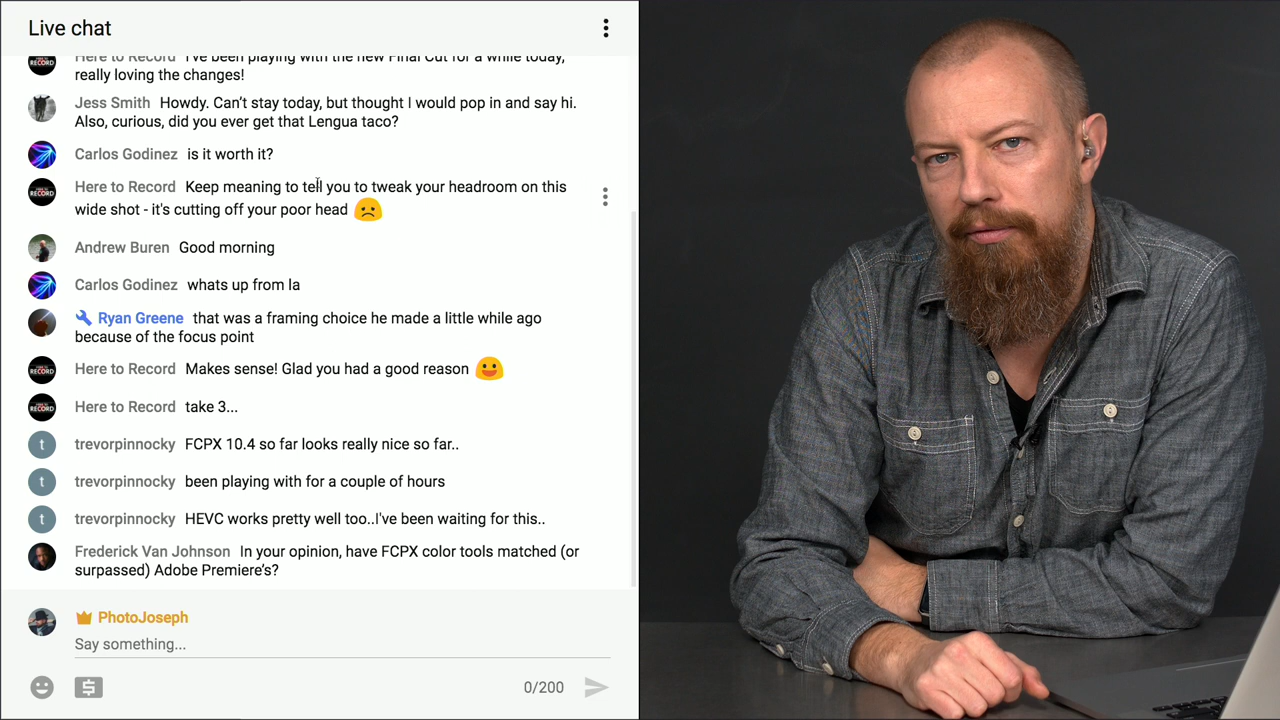 Live chat
Here to Record I've been playing with the new Final Cut for a while today,
really loving the changes!
Jess Smith Howdy. Can't stay today, but thought I would pop in and say hi.
Also, curious, did you ever get that Lengua taco?
Carlos Godinez is it worth it?
Here to Record Keep meaning to tell you to tweak your headroom on this
wide shot - it's cutting off your poor head
Andrew Buren Good morning
Carlos Godinez whats up from la
Ryan Greene that was a framing choice he made a little while ago
because of the focus point
Here to Record Makes sense! Glad you had a good reason
Here to Record take 3...
t trevorpinnocky FCPX 10.4 so far looks really nice so far..
t trevorpinnocky been playing with for a couple of hours
t trevorpinnocky HEVC works pretty well too..I've been waiting for this..
Frederick Van Johnson In your opinion, have FCPX color tools matched (or
surpassed) Adobe Premiere's?
PhotoJoseph
Say something...
0/200